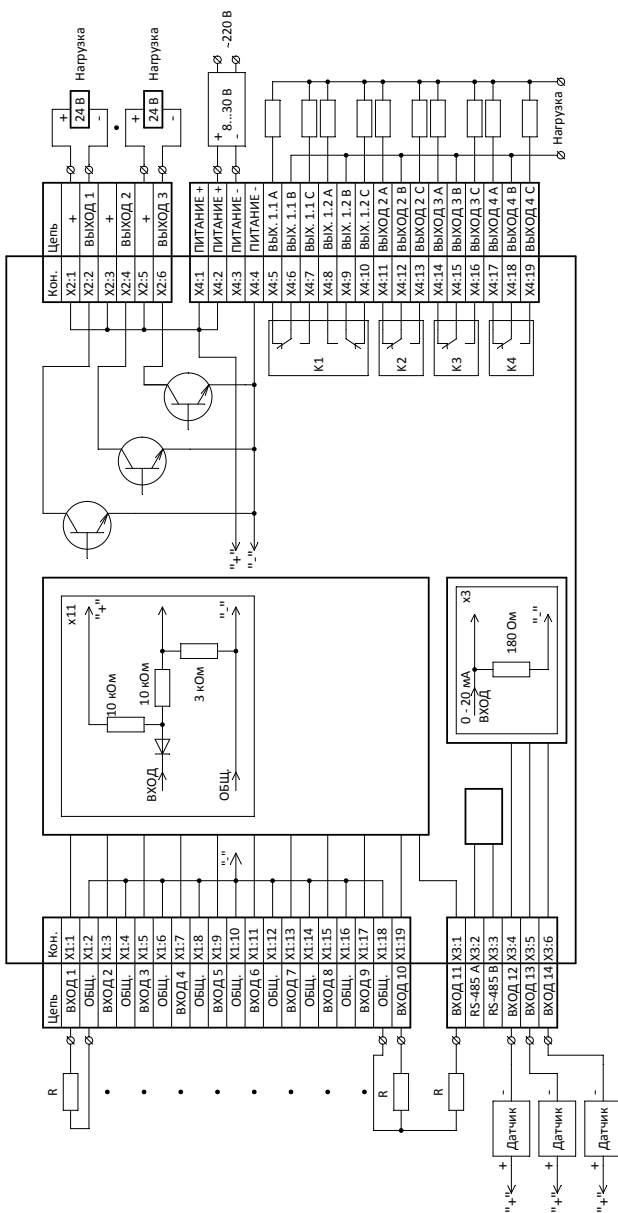 Нагрузка
Нагрузка
+
24 В
-
+
24 В
-
~220 В
+
8...30 В
-
Цепь
+
ВЫХОД 1
+
ВЫХОД 2
+
ВЫХОД 3
Кон.
X2:1
X2:2
X2:3
X2:4
X2:5
X2:6
ПИТАНИЕ +
ПИТАНИЕ +
ПИТАНИЕ -
ПИТАНИЕ -
ВЫХ. 1.1 А
ВЫХ. 1.1 В
ВЫХ. 1.1 С
ВЫХ. 1.2 А
ВЫХ. 1.2 В
ВЫХ. 1.2 С
ВЫХОД 2 А
ВЫХОД 2 В
ВЫХОД 2 С
ВЫХОД 3 А
ВЫХОД 3 В
ВЫХОД 3 С
ВЫХОД 4 А
ВЫХОД 4 В
ВЫХОД 4 С
Нагрузка
X4:1
X4:2
X4:3
X4:4
X4:5
X4:6
X4:7
X4:8
X4:9
X4:10
X4:11
X4:12
X4:13
X4:14
X4:15
X4:16
X4:17
X4:18
X4:19
К1
К2
К3
К4
"+"
"-"
x11
"+"
10 кОм
10 кОм
3 кОм
"-"
ВХОД
ОБЩ.
x3
0 - 20 мА
ВХОД
180 Ом
"-"
"-"
Кон.
X1:1
X1:2
X1:3
X1:4
X1:5
X1:6
X1:7
X1:8
X1:9
X1:10
X1:11
X1:12
X1:13
X1:14
X1:15
X1:16
X1:17
X1:18
X1:19
Цепь
ВХОД 1
ОБЩ.
ВХОД 2
ОБЩ.
ВХОД 3
ОБЩ.
ВХОД 4
ОБЩ.
ВХОД 5
ОБЩ.
ВХОД 6
ОБЩ.
ВХОД 7
ОБЩ.
ВХОД 8
ОБЩ.
ВХОД 9
ОБЩ.
ВХОД 10
X3:1
X3:2
X3:3
X3:4
X3:5
X3:6
ВХОД 11
RS-485 A
RS-485 B
ВХОД 12
ВХОД 13
ВХОД 14
R
R
R
-
Датчик
+
"+"
-
Датчик
+
"+"
-
Датчик
+
"+"